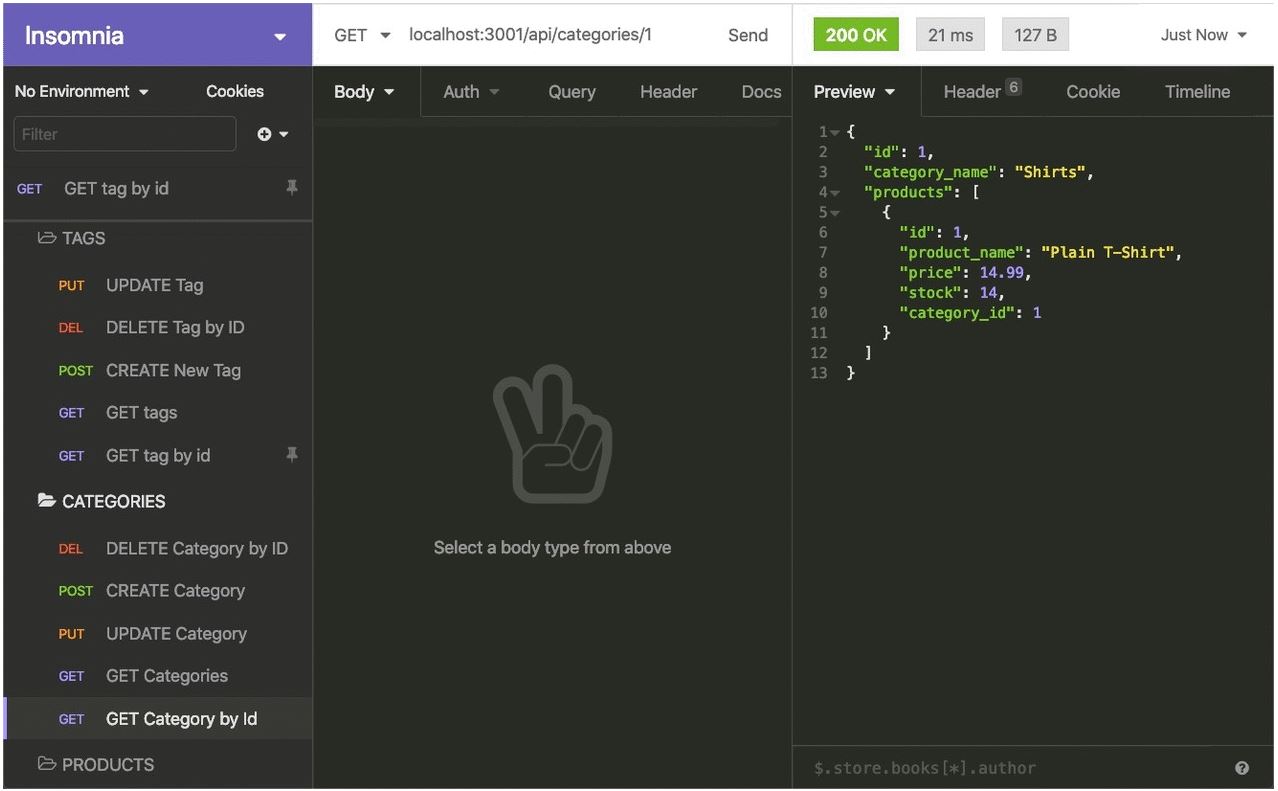 Insomnia
GET localhost:3001/api/categories/1 Send
200 OK 21 ms 127 B Just Now
No Environment Cookies
Body Auth Query Header Docs
Preview Header 6 Cookie Timeline
Filter
GET GET tag by id
TAGS
PUT UPDATE Tag
DEL DELETE Tag by ID
POST CREATE New Tag
GET GET tags
GET GET tag by id
CATEGORIES
DEL DELETE Category by ID
POST CREATE Category
PUT UPDATE Category
GET GET Categories
GET GET Category by Id
PRODUCTS
Select a body type from above
1 {
2 "id": 1,
3 "category_name": "Shirts",
4 "products": [
5 {
6 "id": 1,
7 "product_name": "Plain T-Shirt",
8 "price": 14.99,
9 "stock": 14,
10 "category_id": 1
11 }
12 ]
13 }
$.store.books[*].author